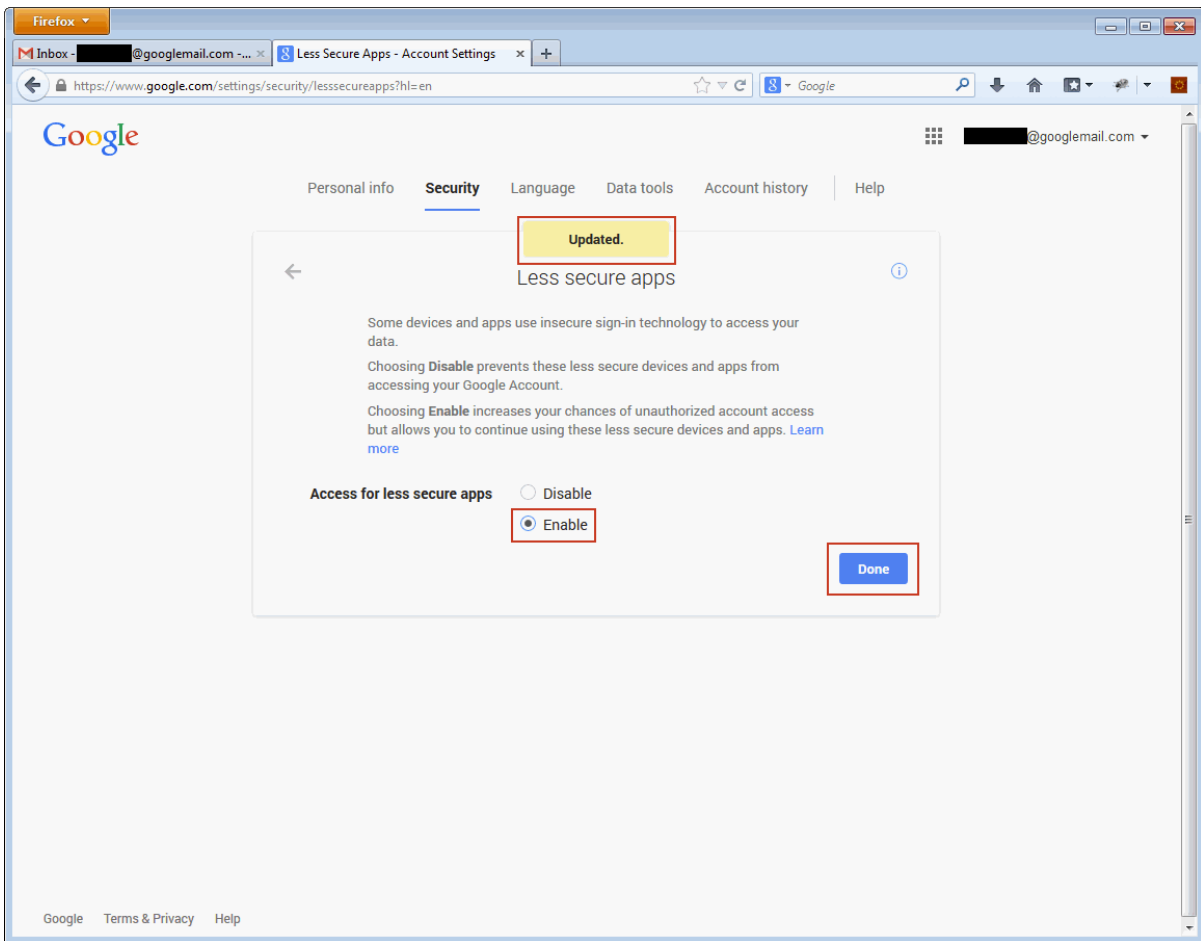 Firefox
Inbox - @googlemail.com -...
Less Secure Apps - Account Settings
https://www.google.com/settings/security/lesssecureapps?hl=en
Google
Google
@googlemail.com
Personal info Security Language Data tools Account history Help
Updated.
Less secure apps
Some devices and apps use insecure sign-in technology to access your
data.
Choosing Disable prevents these less secure devices and apps from
accessing your Google Account.
Choosing Enable increases your chances of unauthorized account access
but allows you to continue using these less secure devices and apps. Learn
more
Access for less secure apps Disable
Enable
Done
Google Terms & Privacy Help